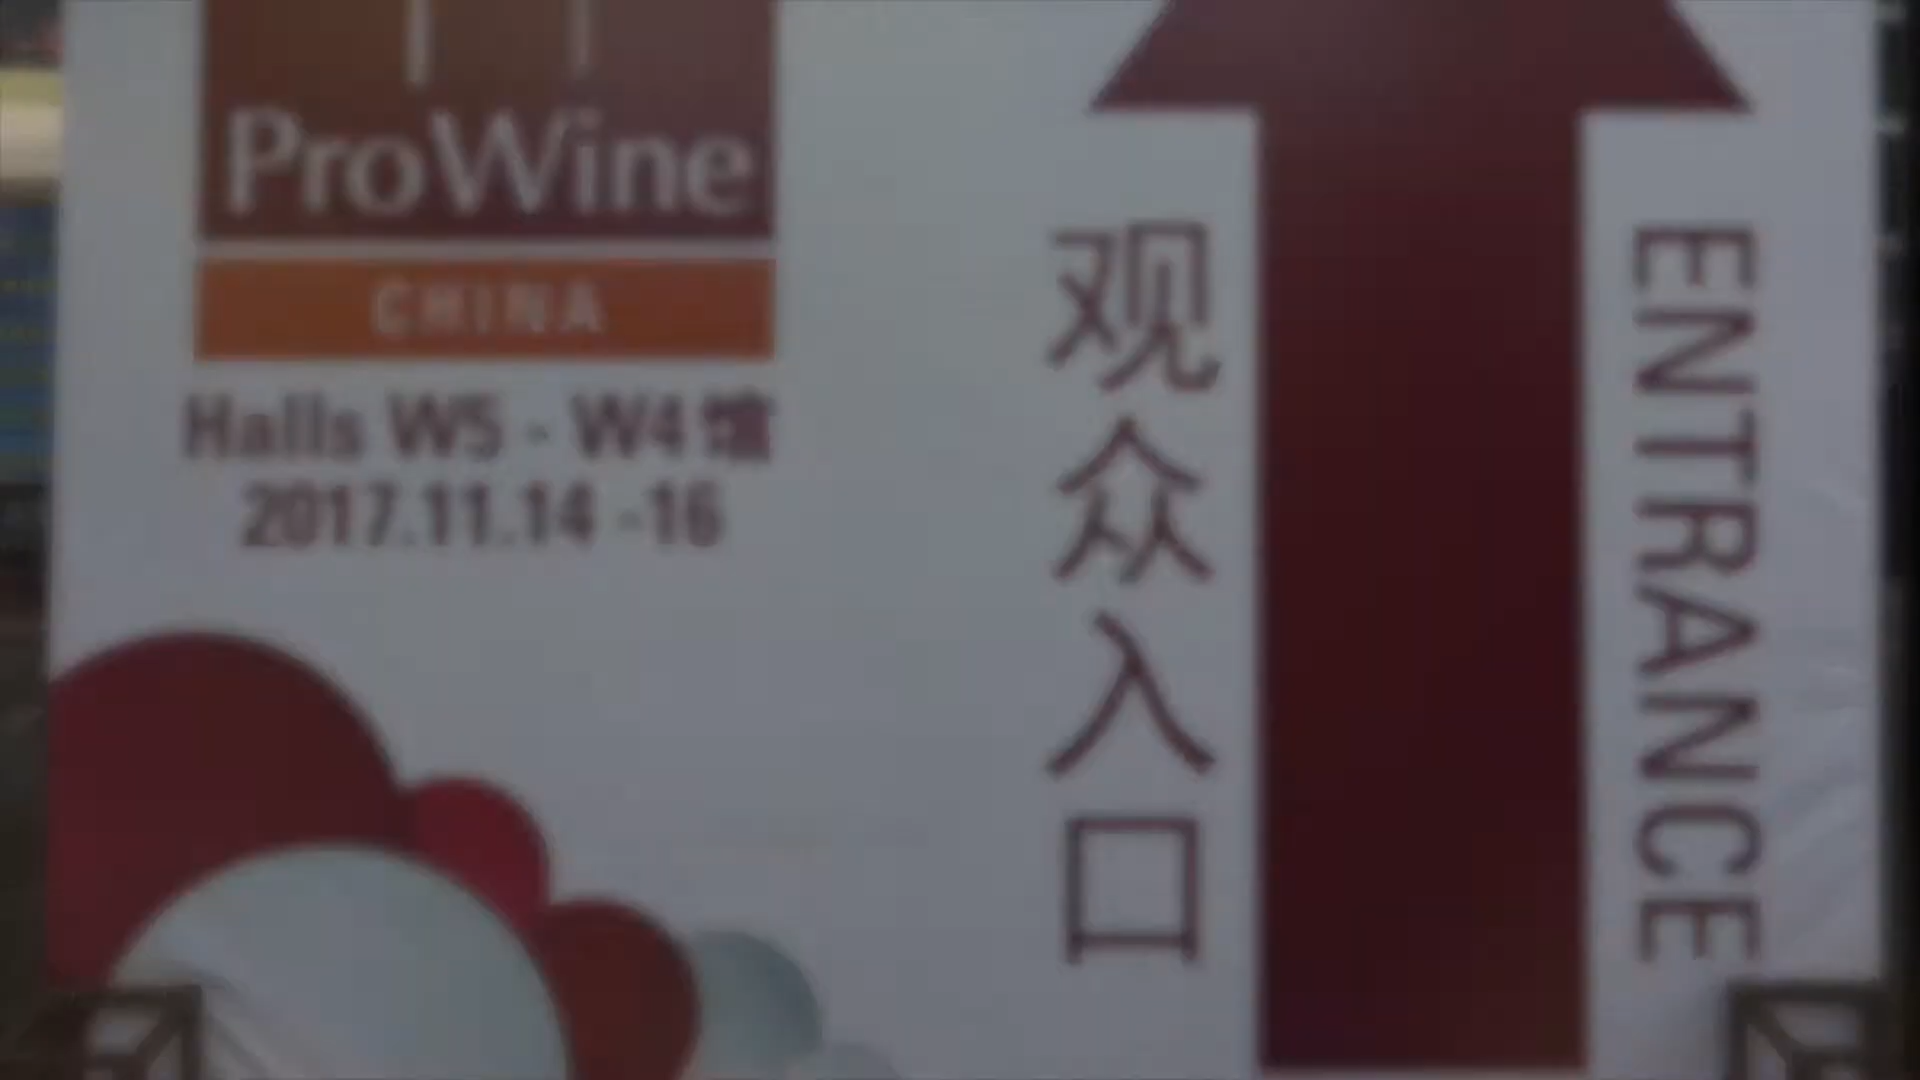 ProWine
CHINA
Halls W5 - W4馆
2017.11.14 -16
观众入口
ENTRANCE